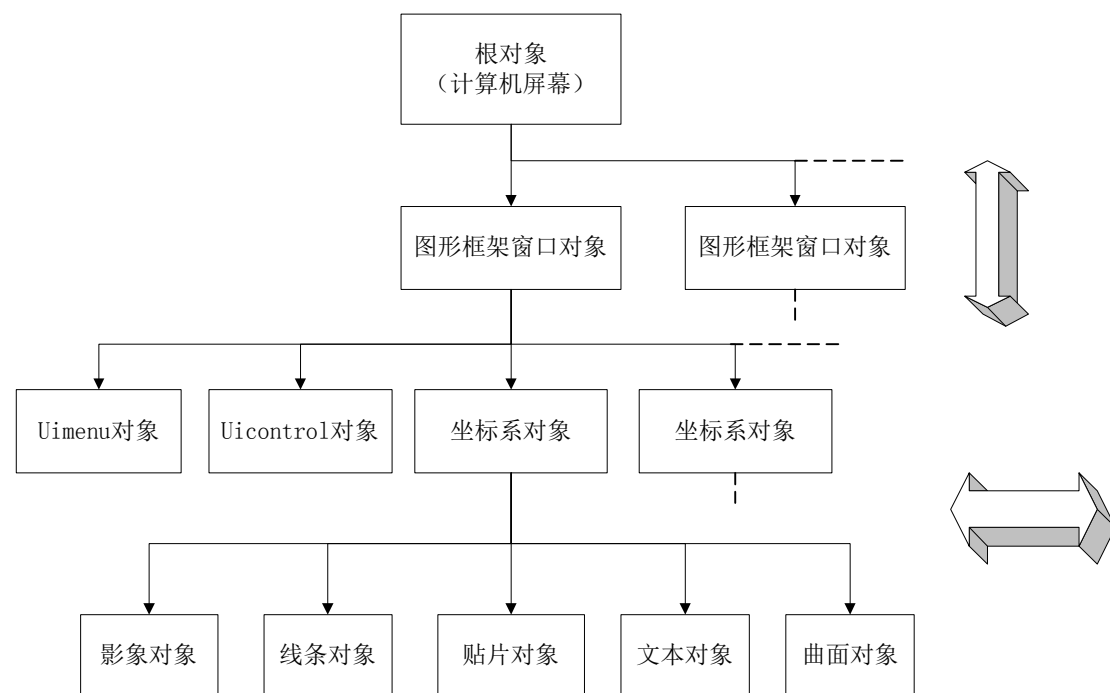 根对象
（计算机屏幕）
图形框架窗口对象
图形框架窗口对象
Uimenu对象
Uicontrol对象
坐标系对象
坐标系对象
影象对象
线条对象
贴片对象
文本对象
曲面对象